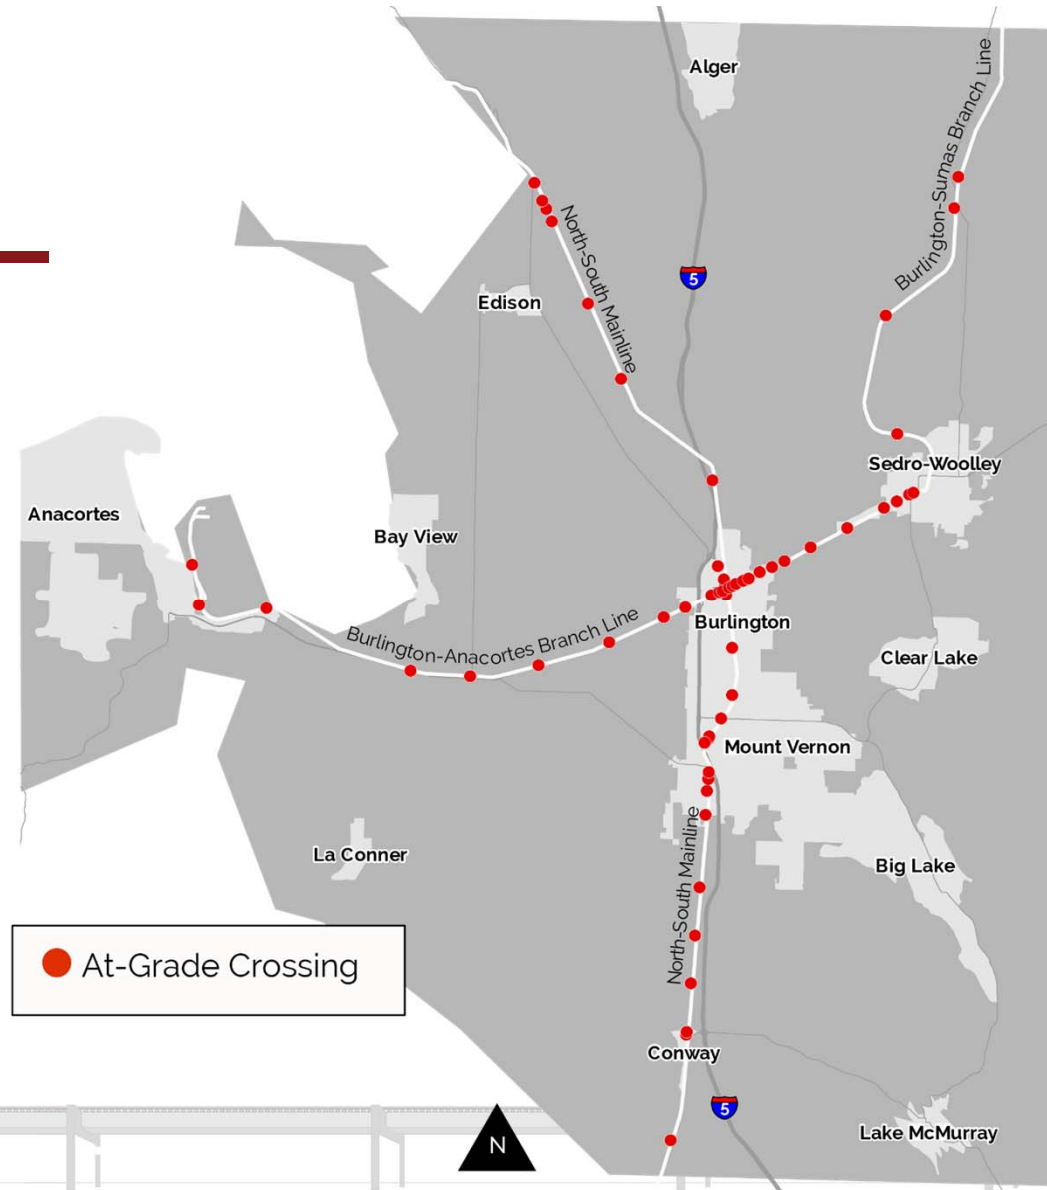 Alger
Burlington-Sumas Branch Line
North-South Mainline
5
Edison
Sedro-Woolley
Anacortes
Bay View
Burlington-Anacortes Branch Line
Burlington
Clear Lake
Mount Vernon
North-South Mainline
La Conner
Big Lake
At-Grade Crossing
Conway
5
Lake McMurray
N